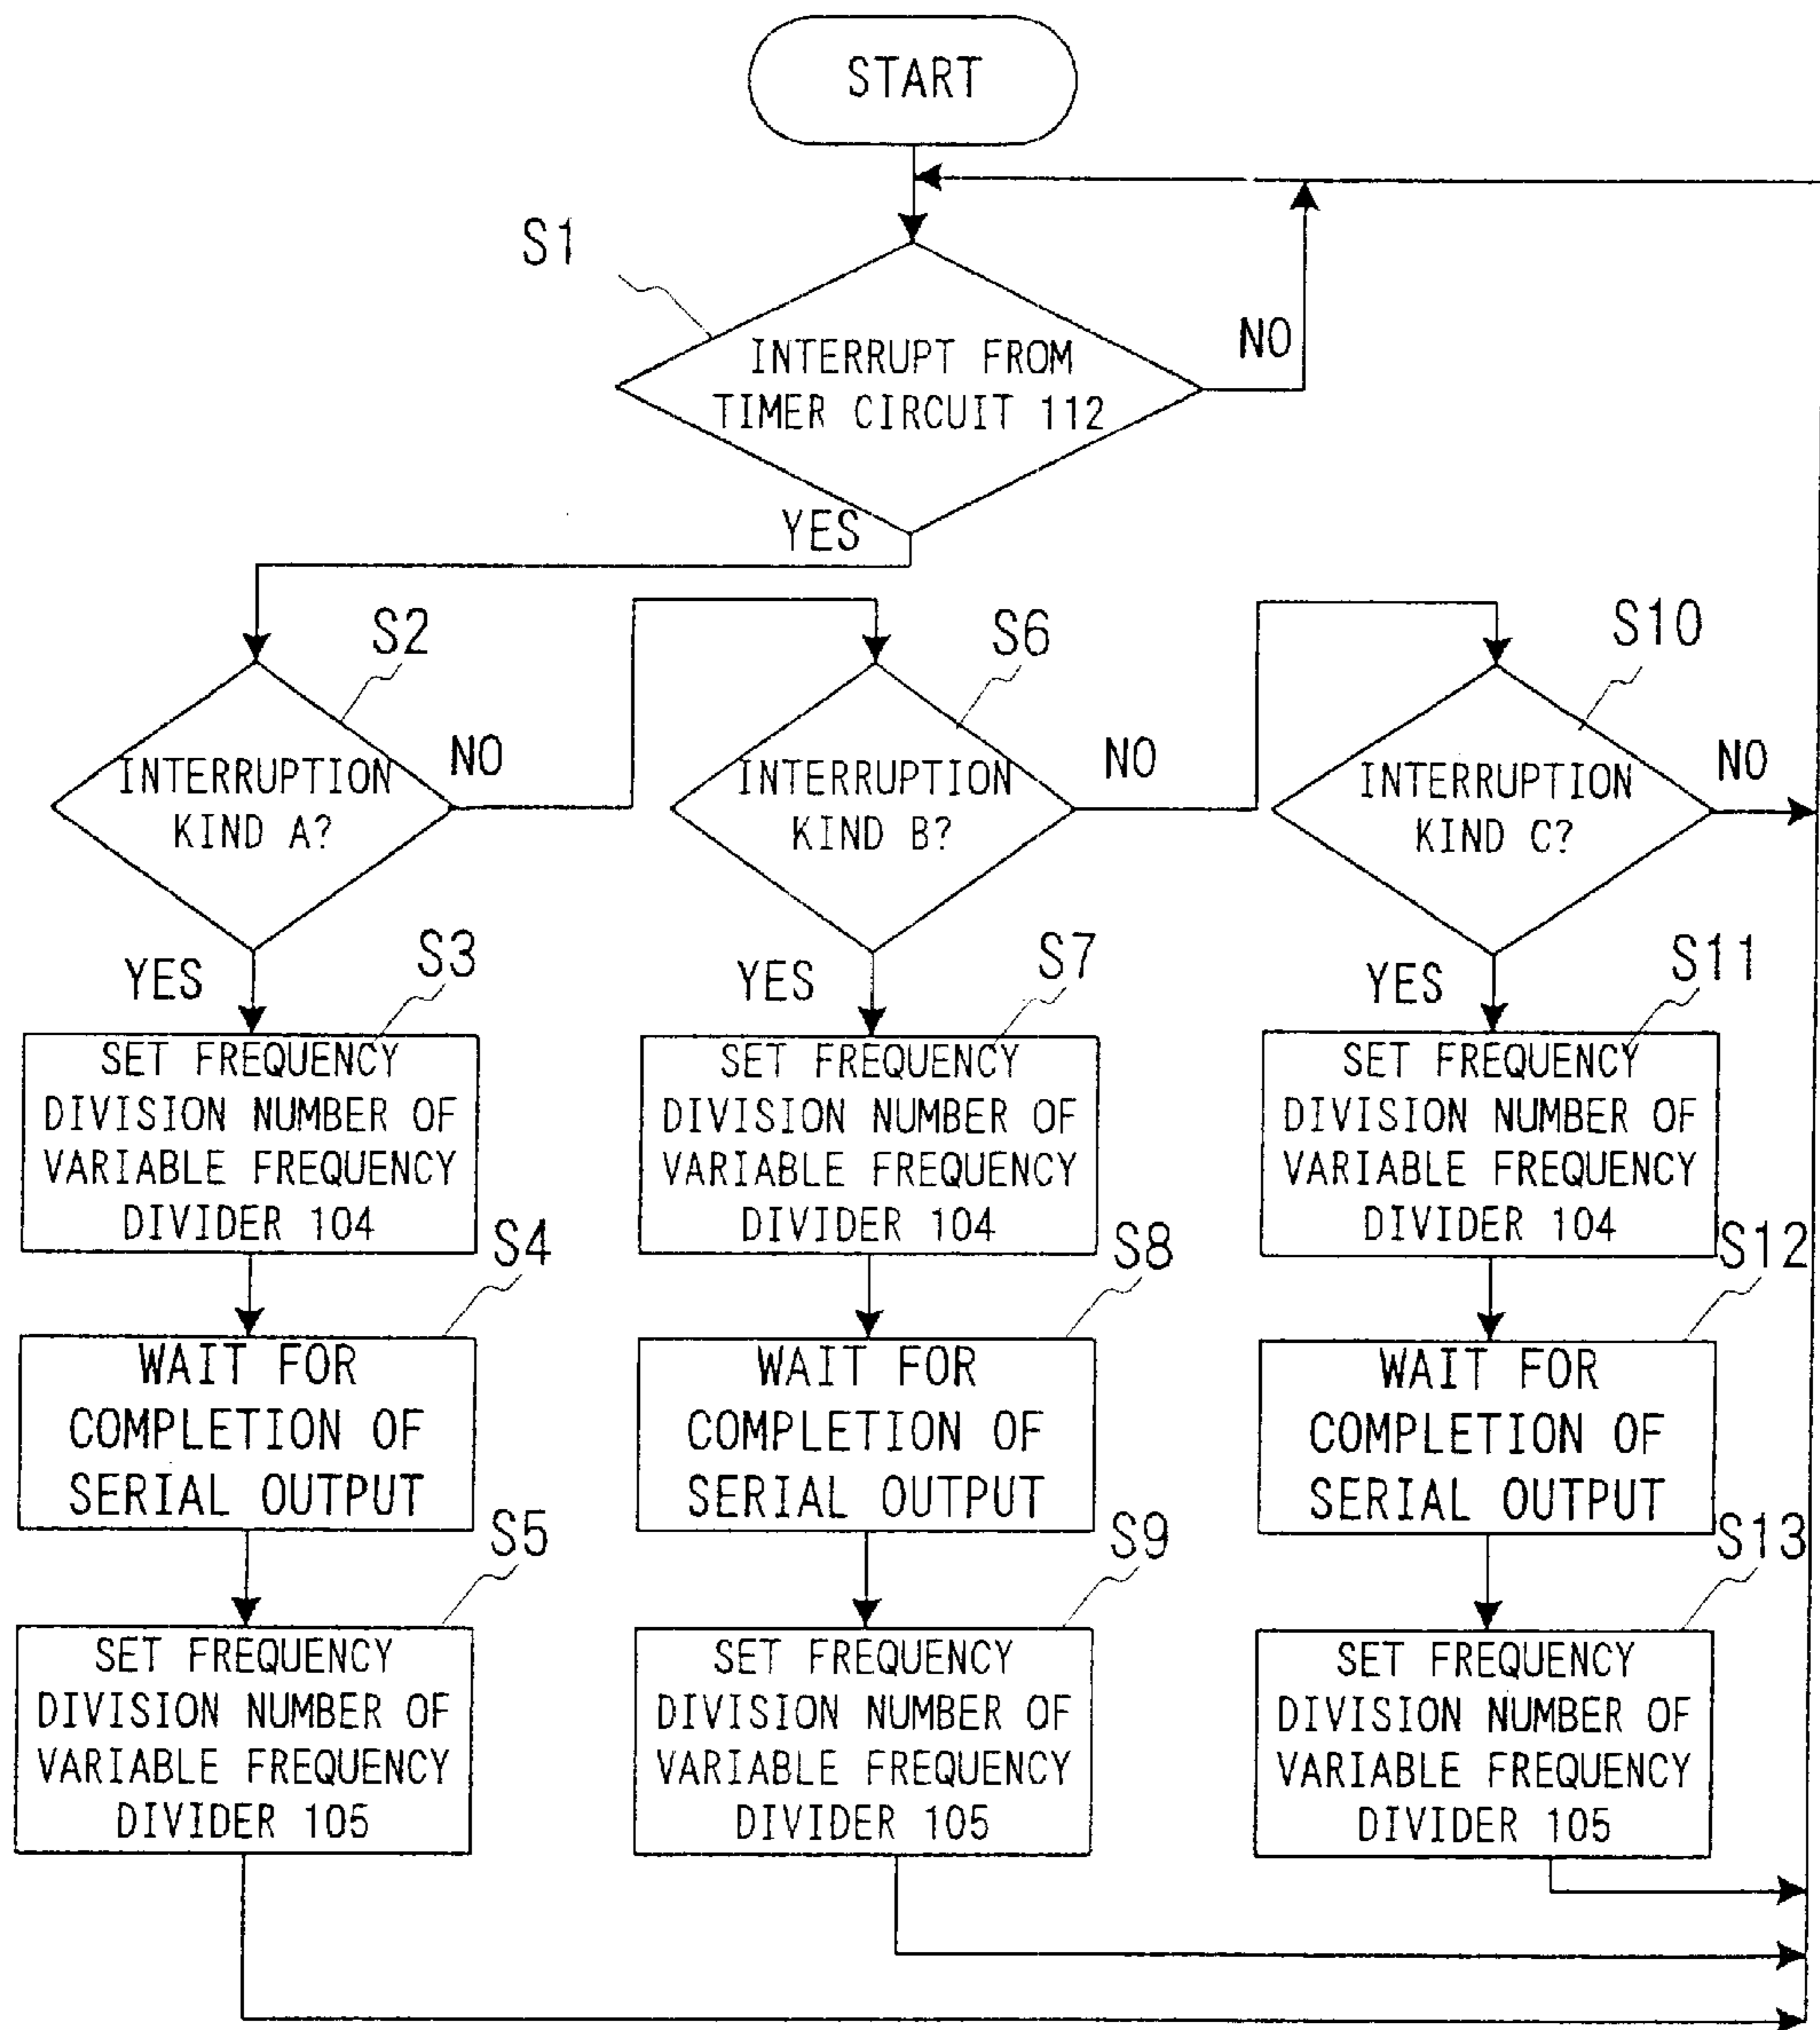 START
S1
INTERRUPT FROM
TIMER CIRCUIT 112
NO
YES
S2
INTERRUPTION
KIND A?
NO
YES
S3
SET FREQUENCY
DIVISION NUMBER OF
VARIABLE FREQUENCY
DIVIDER 104
S4
WAIT FOR
COMPLETION OF
SERIAL OUTPUT
S5
SET FREQUENCY
DIVISION NUMBER OF
VARIABLE FREQUENCY
DIVIDER 105
S6
INTERRUPTION
KIND B?
NO
YES
S7
SET FREQUENCY
DIVISION NUMBER OF
VARIABLE FREQUENCY
DIVIDER 104
S8
WAIT FOR
COMPLETION OF
SERIAL OUTPUT
S9
SET FREQUENCY
DIVISION NUMBER OF
VARIABLE FREQUENCY
DIVIDER 105
S10
INTERRUPTION
KIND C?
NO
YES
S11
SET FREQUENCY
DIVISION NUMBER OF
VARIABLE FREQUENCY
DIVIDER 104
S12
WAIT FOR
COMPLETION OF
SERIAL OUTPUT
S13
SET FREQUENCY
DIVISION NUMBER OF
VARIABLE FREQUENCY
DIVIDER 105